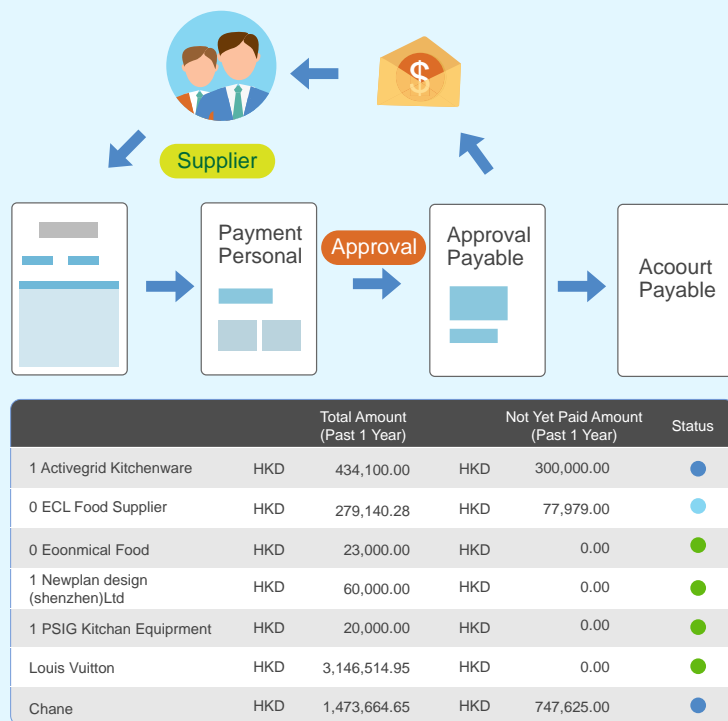 $
Supplier
Payment
Personal
Approval
Approval
Payable
Acoourt
Payable
Total Amount
(Past 1 Year)
Not Yet Paid Amount
(Past 1 Year)
Status
1 Activegrid Kitchenware HKD 434,100.00 HKD 300,000.00
0 ECL Food Supplier HKD 279,140.28 HKD 77,979.00
0 Eoonmical Food HKD 23,000.00 HKD 0.00
1 Newplan design
(shenzhen)Ltd HKD 60,000.00 HKD 0.00
1 PSIG Kitchan Equiprment HKD 20,000.00 HKD 0.00
Louis Vuitton HKD 3,146,514.95 HKD 0.00
Chane HKD 1,473,664.65 HKD 747,625.00